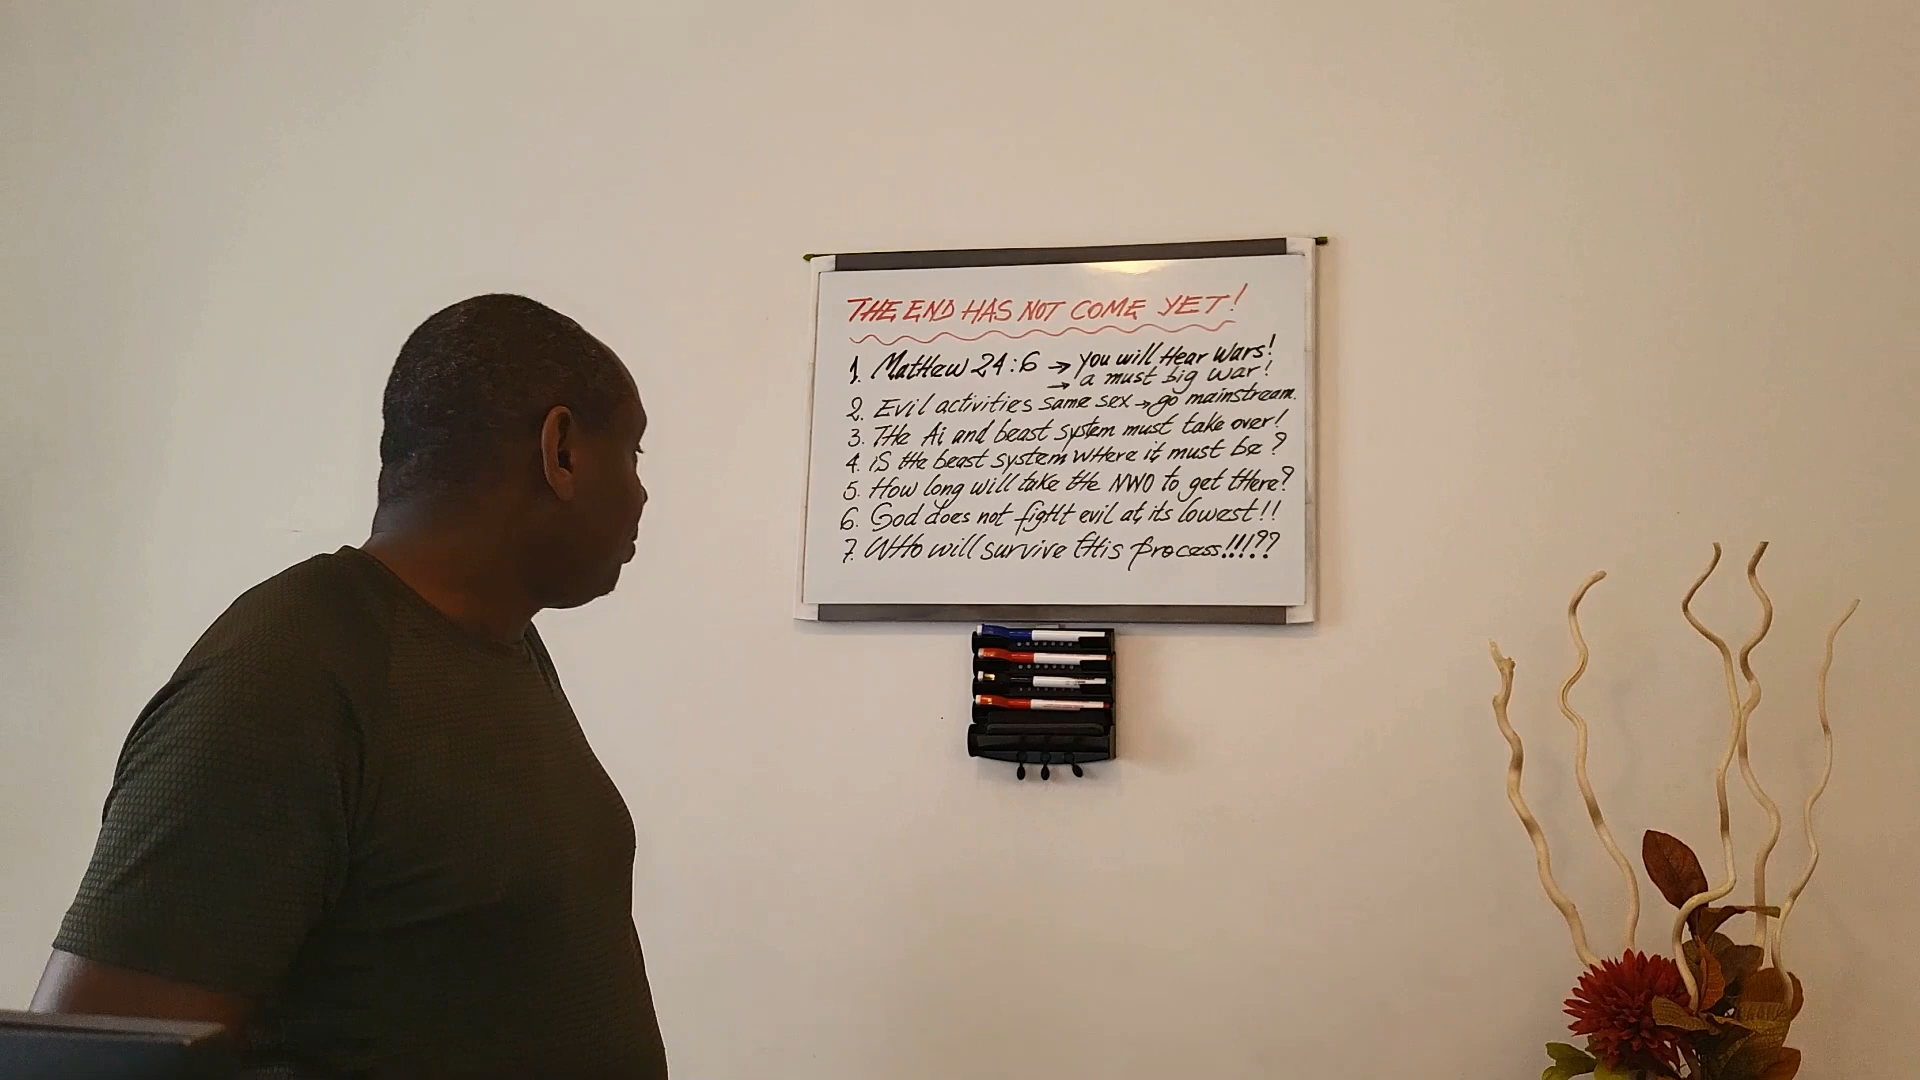 THE END HAS NOT COME YET!
1. Matthew 24:6 → you will Hear Wars!
→ a must big war!
2. Evil activities same sex → go mainstream.
3. THe Ai and beast system must take over!
4. iS the beast system wHere it must be?
5. How long will take the NWO to get tHere?
6. God does not figHt evil at its lowest!!
7. WHo will survive tHis process!!!!??